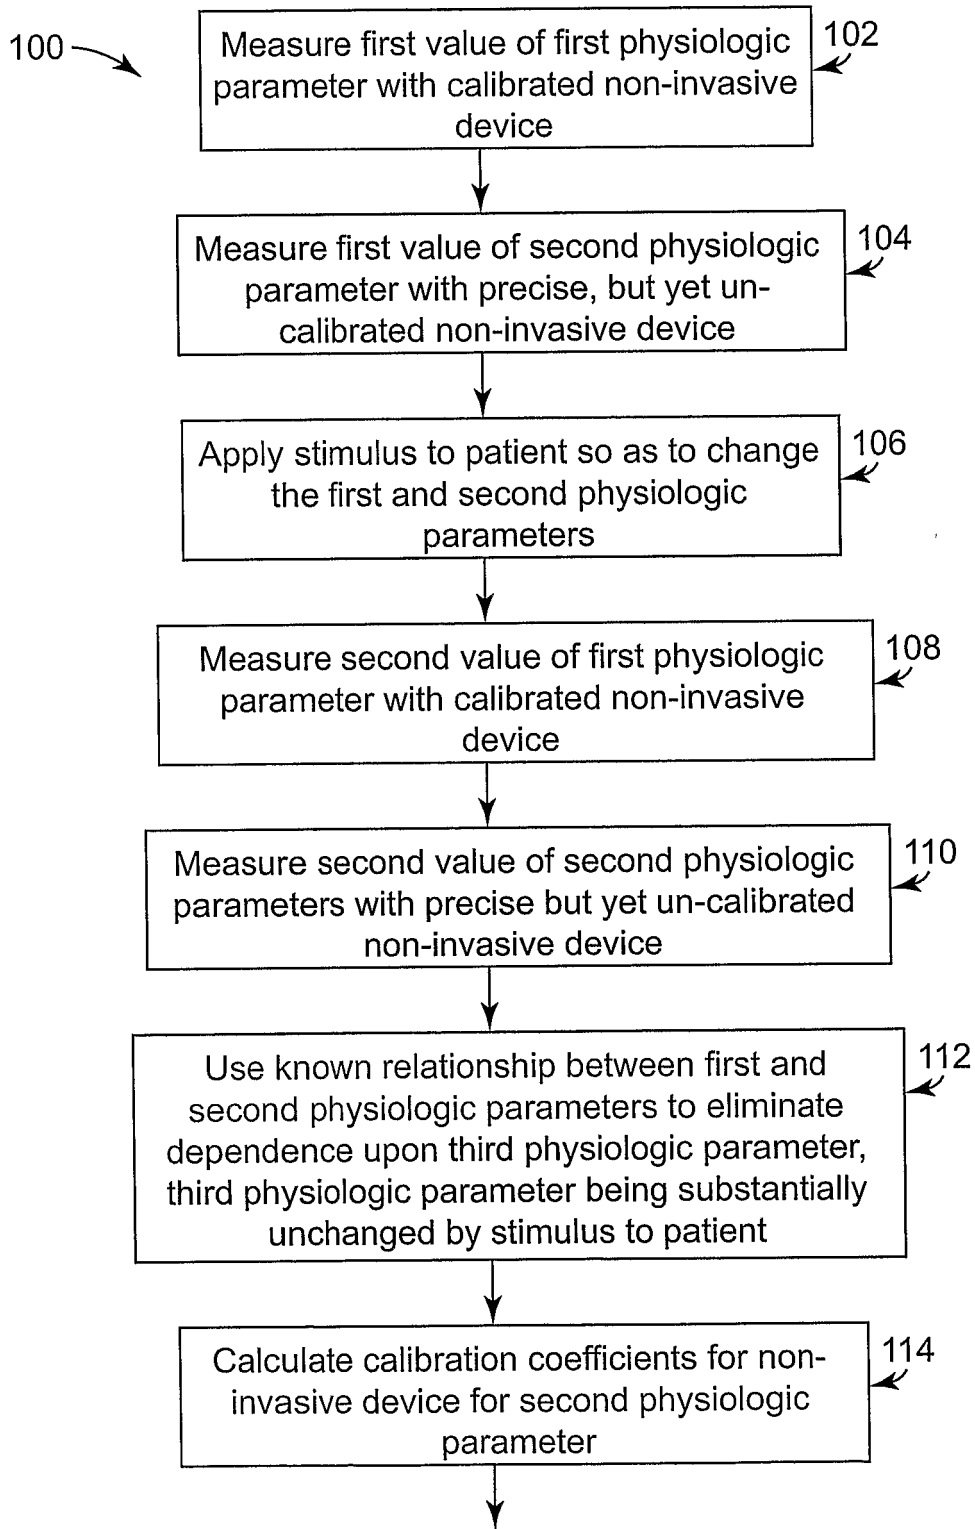 100
Measure first value of first physiologic
parameter with calibrated non-invasive
device
102
Measure first value of second physiologic
parameter with precise, but yet un-
calibrated non-invasive device
104
Apply stimulus to patient so as to change
the first and second physiologic
parameters
106
Measure second value of first physiologic
parameter with calibrated non-invasive
device
108
Measure second value of second physiologic
parameters with precise but yet un-calibrated
non-invasive device
110
Use known relationship between first and
second physiologic parameters to eliminate
dependence upon third physiologic parameter,
third physiologic parameter being substantially
unchanged by stimulus to patient
112
Calculate calibration coefficients for non-
invasive device for second physiologic
parameter
114